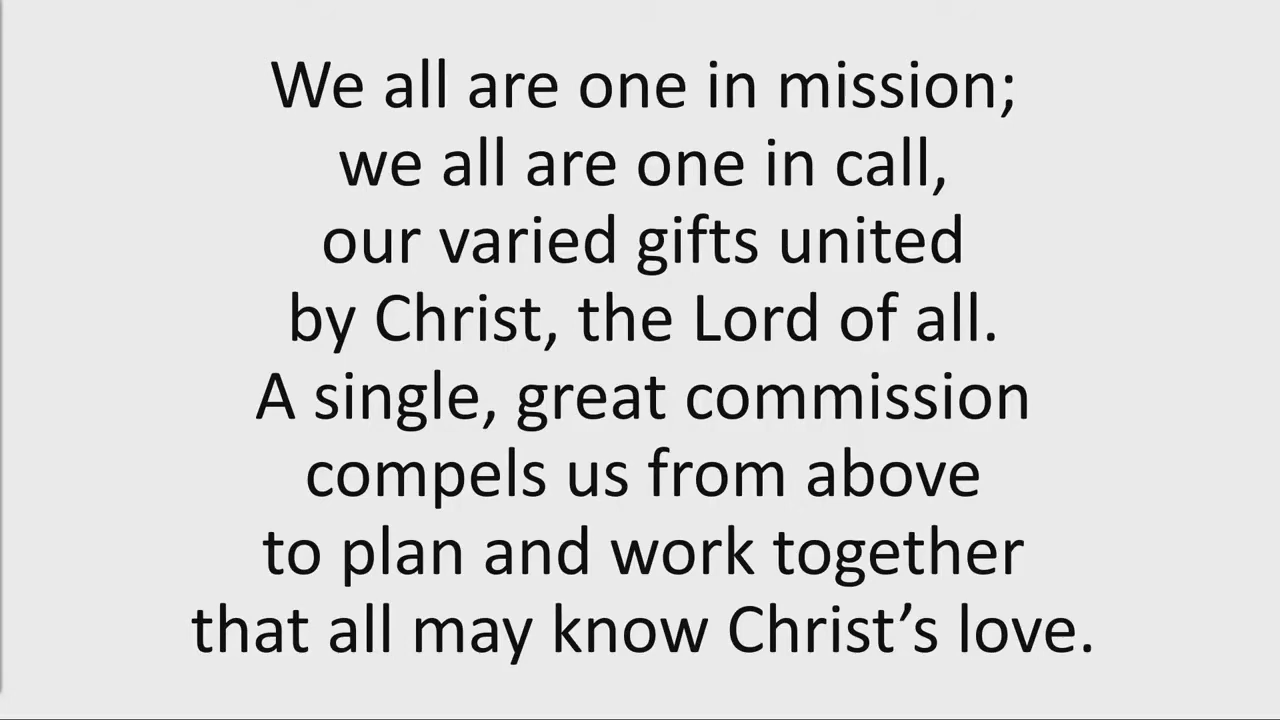 We all are one in mission;
we all are one in call,
our varied gifts united
by Christ, the Lord of all.
A single, great commission
compels us from above
to plan and work together
that all may know Christ’s love.